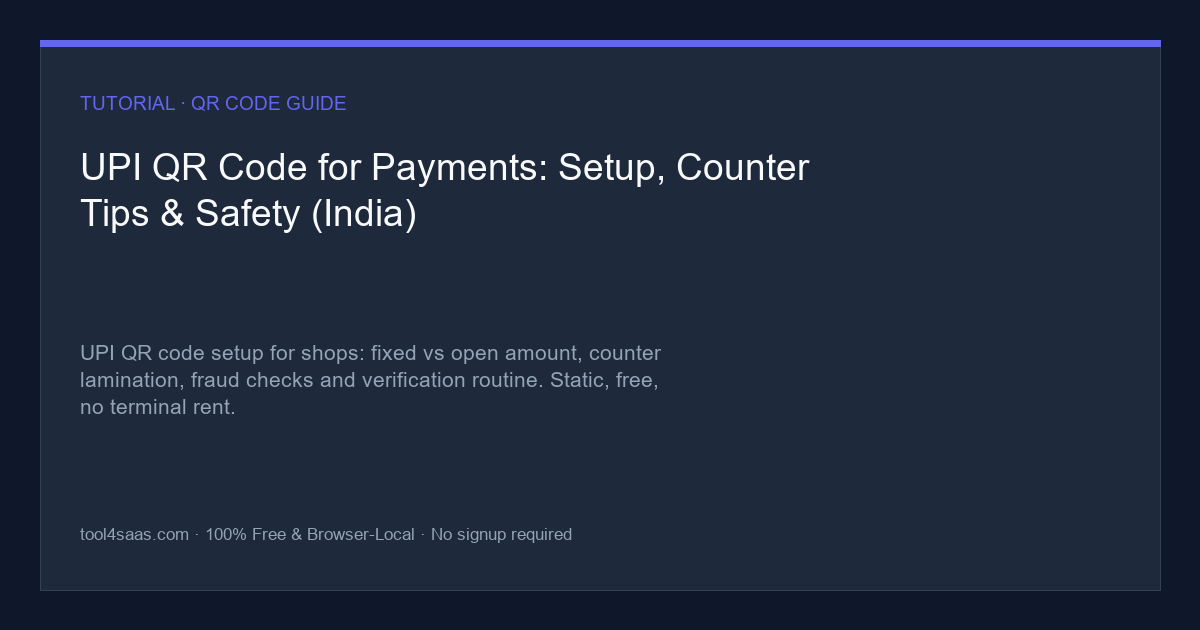 TUTORIAL · QR CODE GUIDE
UPI QR Code for Payments: Setup, Counter
Tips & Safety (India)
UPI QR code setup for shops: fixed vs open amount, counter
lamination, fraud checks and verification routine. Static, free,
no terminal rent.
tool4saas.com · 100% Free & Browser-Local · No signup required